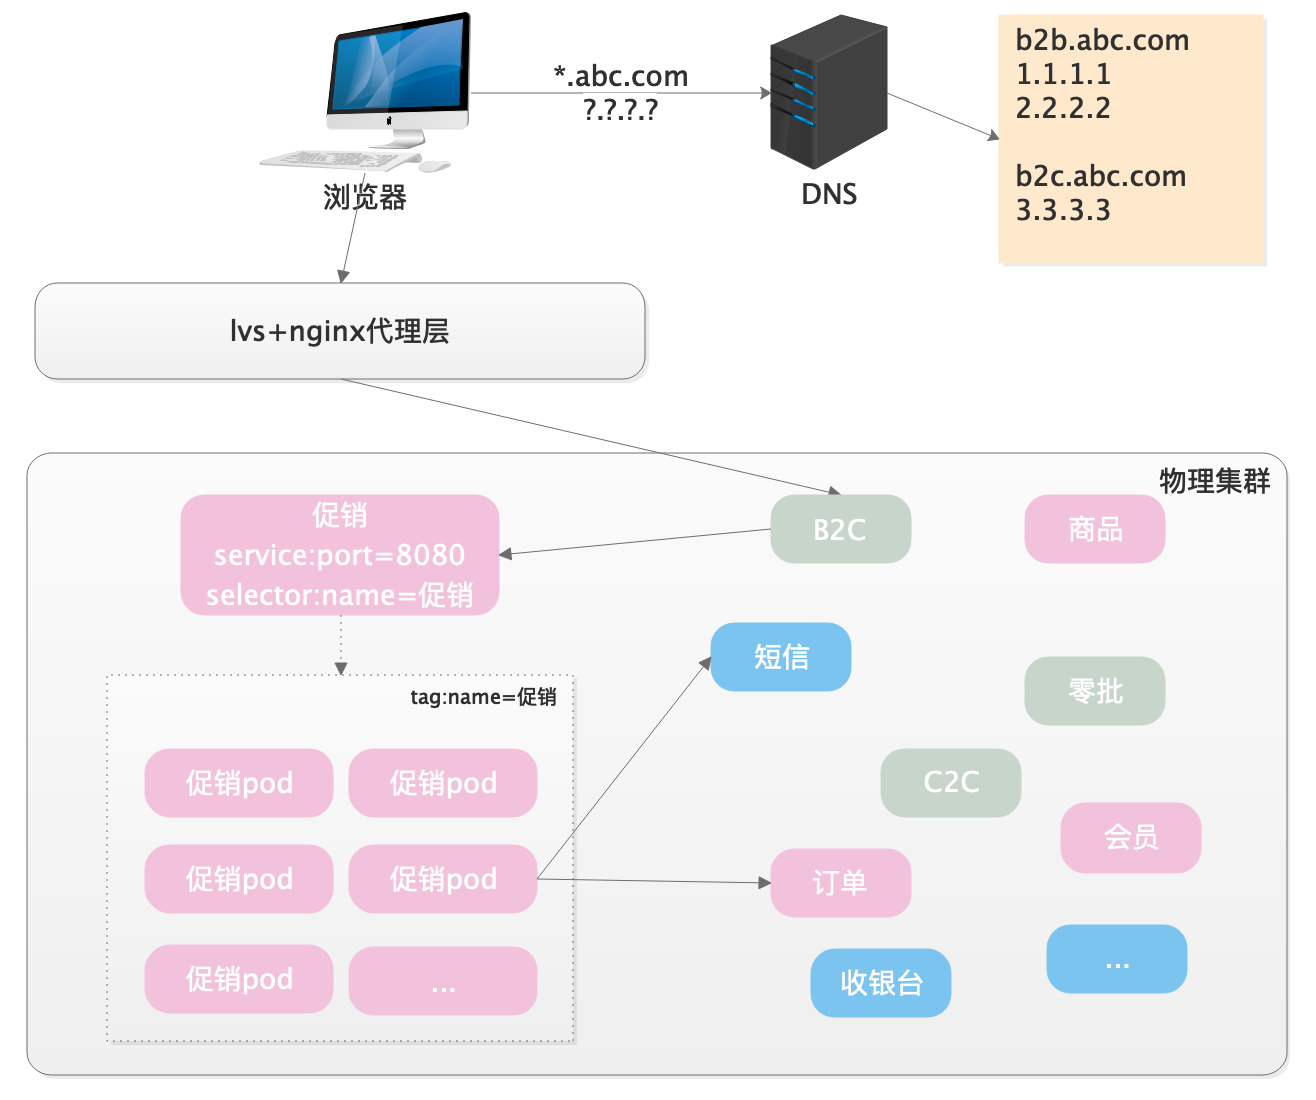 *.abc.com
?.?.?.?
浏览器
DNS
b2b.abc.com
1.1.1.1
2.2.2.2
b2c.abc.com
3.3.3.3
lvs+nginx代理层
物理集群
促销
service:port=8080
selector:name=促销
B2C
商品
短信
零批
tag:name=促销
促销pod
促销pod
C2C
会员
促销pod
促销pod
订单
促销pod
...
收银台
...